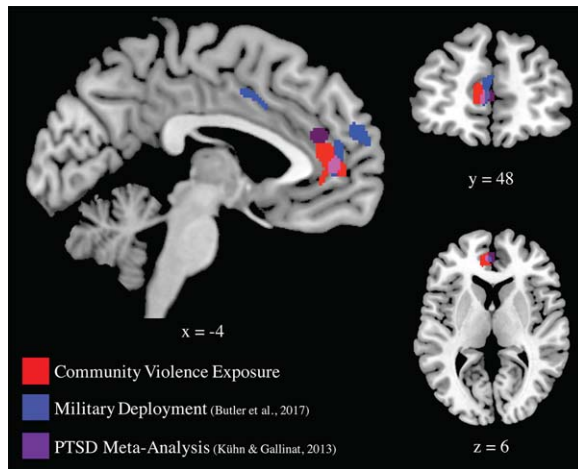 y = 48
x = -4
Community Violence Exposure
Military Deployment (Butler et al., 2017)
PTSD Meta-Analysis (Kühn & Gallinat, 2013)
z = 6